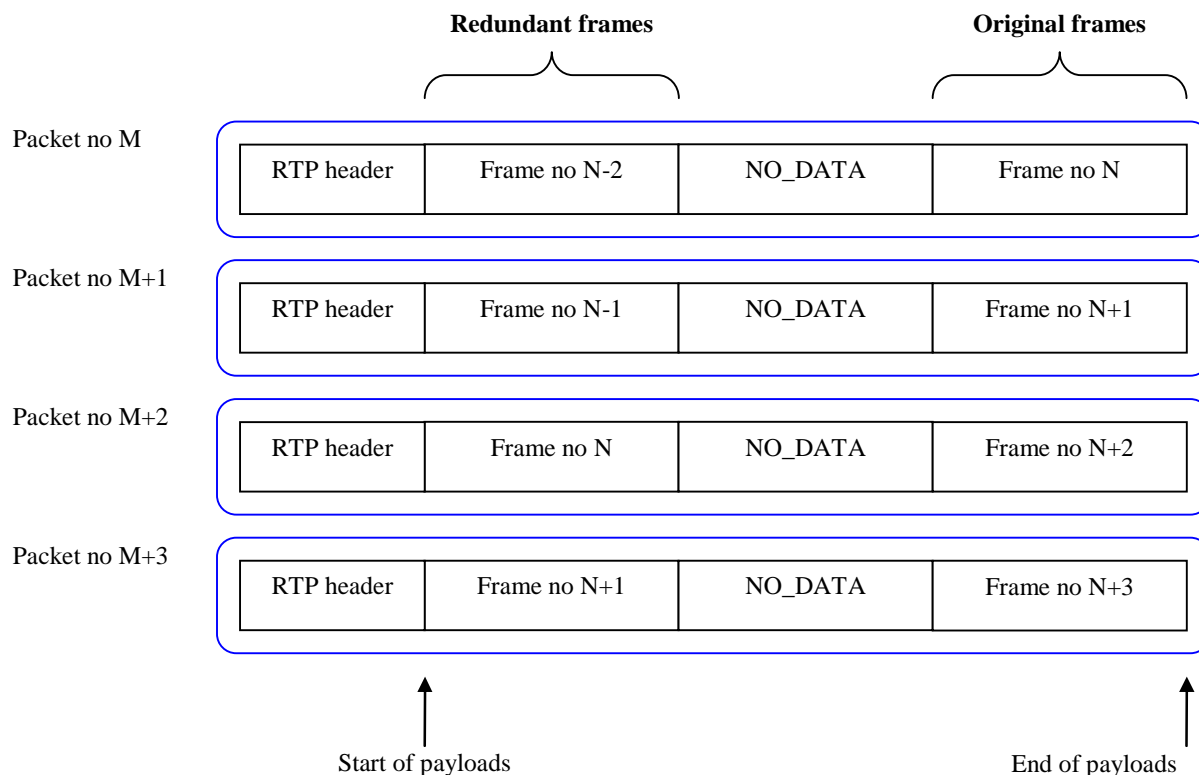 Redundant frames Original frames
Packet no M
RTP header Frame no N-2 NO_DATA Frame no N
Packet no M+1
RTP header Frame no N-1 NO_DATA Frame no N+1
Packet no M+2
RTP header Frame no N NO_DATA Frame no N+2
Packet no M+3
RTP header Frame no N+1 NO_DATA Frame no N+3
Start of payloads End of payloads